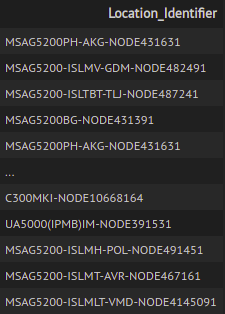 Location_Identifier
MSAG5200PH-AKG-NODE431631
MSAG5200-ISLMV-GDM-NODE482491
MSAG5200-ISLTBT-TLJ-NODE487241
MSAG5200BG-NODE431391
MSAG5200PH-AKG-NODE431631
...
C300MKI-NODE10668164
UA5000(IPMB)IM-NODE391531
MSAG5200-ISLMH-POL-NODE491451
MSAG5200-ISLMT-AVR-NODE467161
MSAG5200-ISLMLT-VMD-NODE4145091